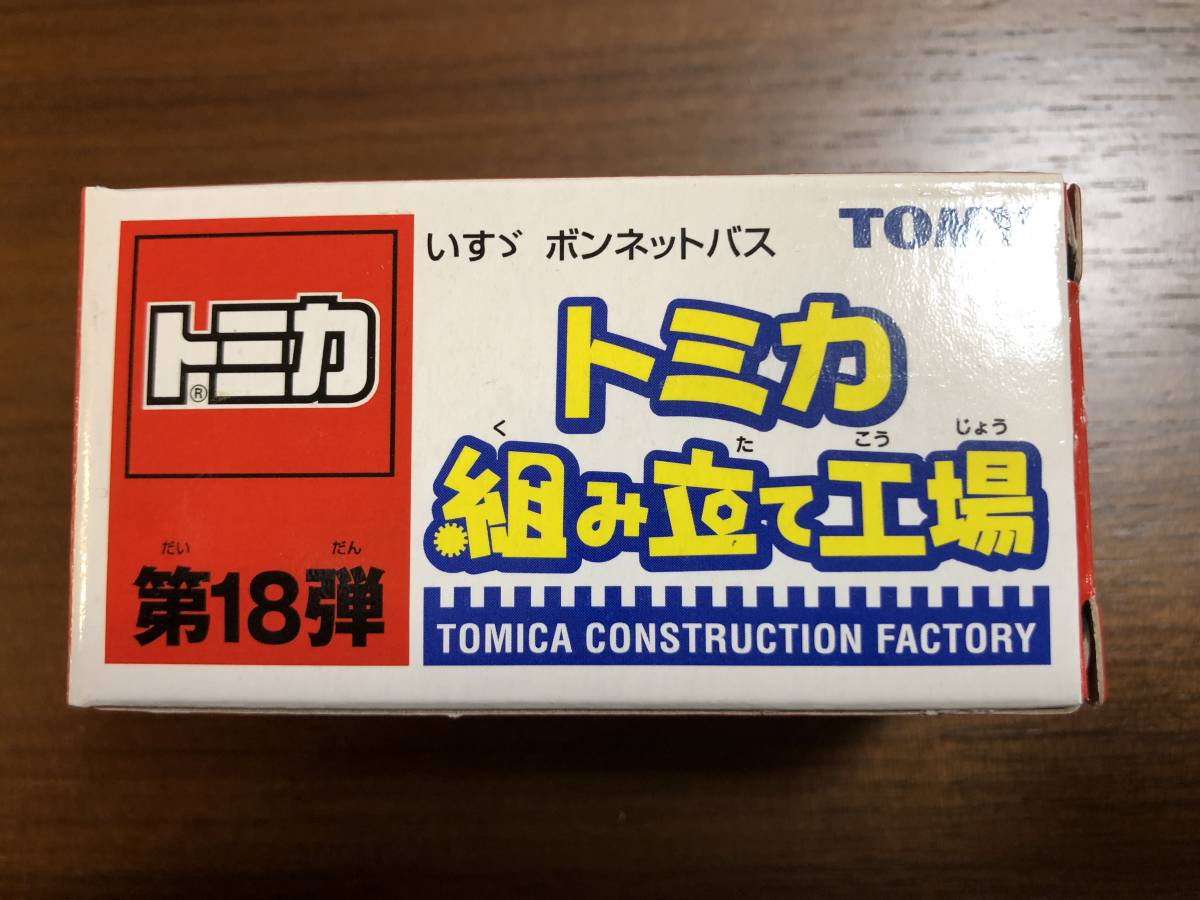 トミカ®
だい だん
第18弾
いすゞ ボンネットバス
TOMY
トミカ
く た こう じょう
組み立て工場
TOMICA CONSTRUCTION FACTORY